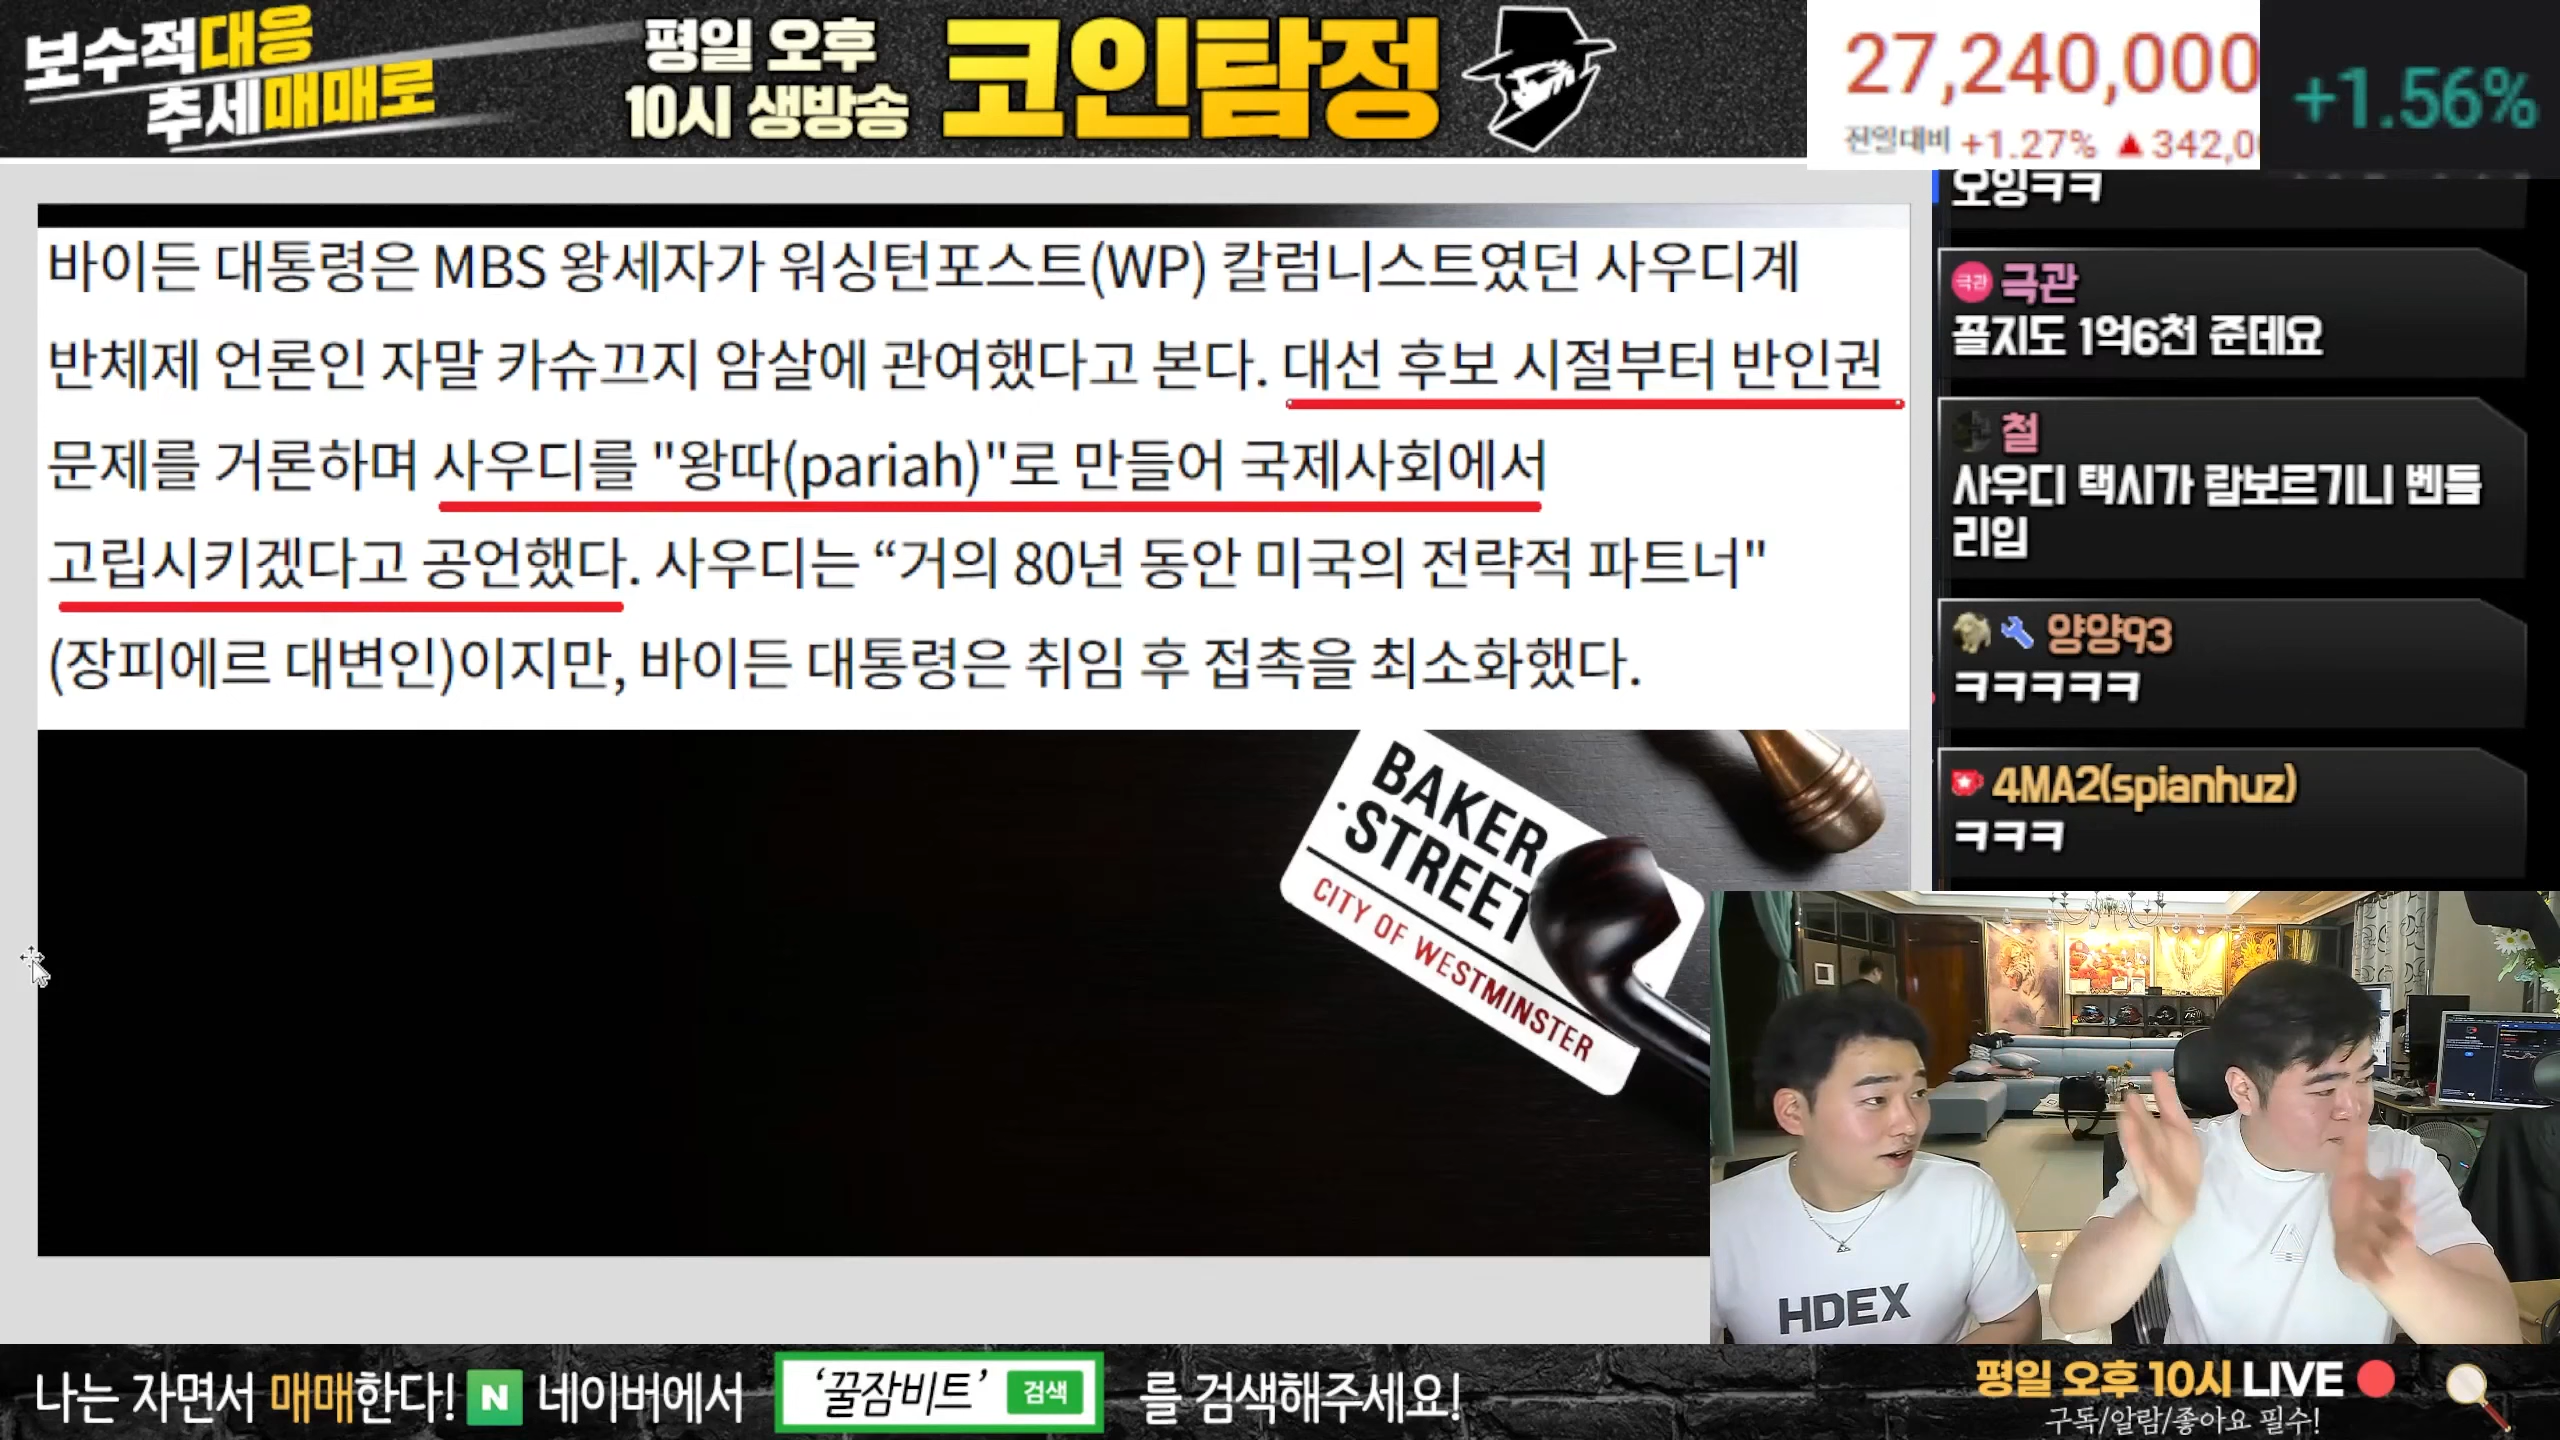 보수적대응
추세매매로
평일 오후
10시 생방송
코인탐정
27,240,000
전일대비 +1.27% ▲342,0
+1.56%
바이든 대통령은 MBS 왕세자가 워싱턴포스트(WP) 칼럼니스트였던 사우디계
반체제 언론인 자말 카슈끄지 암살에 관여했다고 본다. 대선 후보 시절부터 반인권
문제를 거론하며 사우디를 "왕따(pariah)"로 만들어 국제사회에서
고립시키겠다고 공언했다. 사우디는 “거의 80년 동안 미국의 전략적 파트너"
(장피에르 대변인)이지만, 바이든 대통령은 취임 후 접촉을 최소화했다.
BAKER
STREET
CITY OF WESTMINSTER
오잉ㅋㅋ
극관 극관
꼴지도 1억6천 준데요
철
사우디 택시가 람보르기니 벤틀
리임
양양93
ㅋㅋㅋㅋㅋ
4MA2(spianhuz)
ㅋㅋㅋ
HDEX
나는 자면서 매매한다! N 네이버에서 ‘꿀잠비트’ 검색 를 검색해주세요!
평일 오후 10시 LIVE
구독/알람/좋아요 필수!